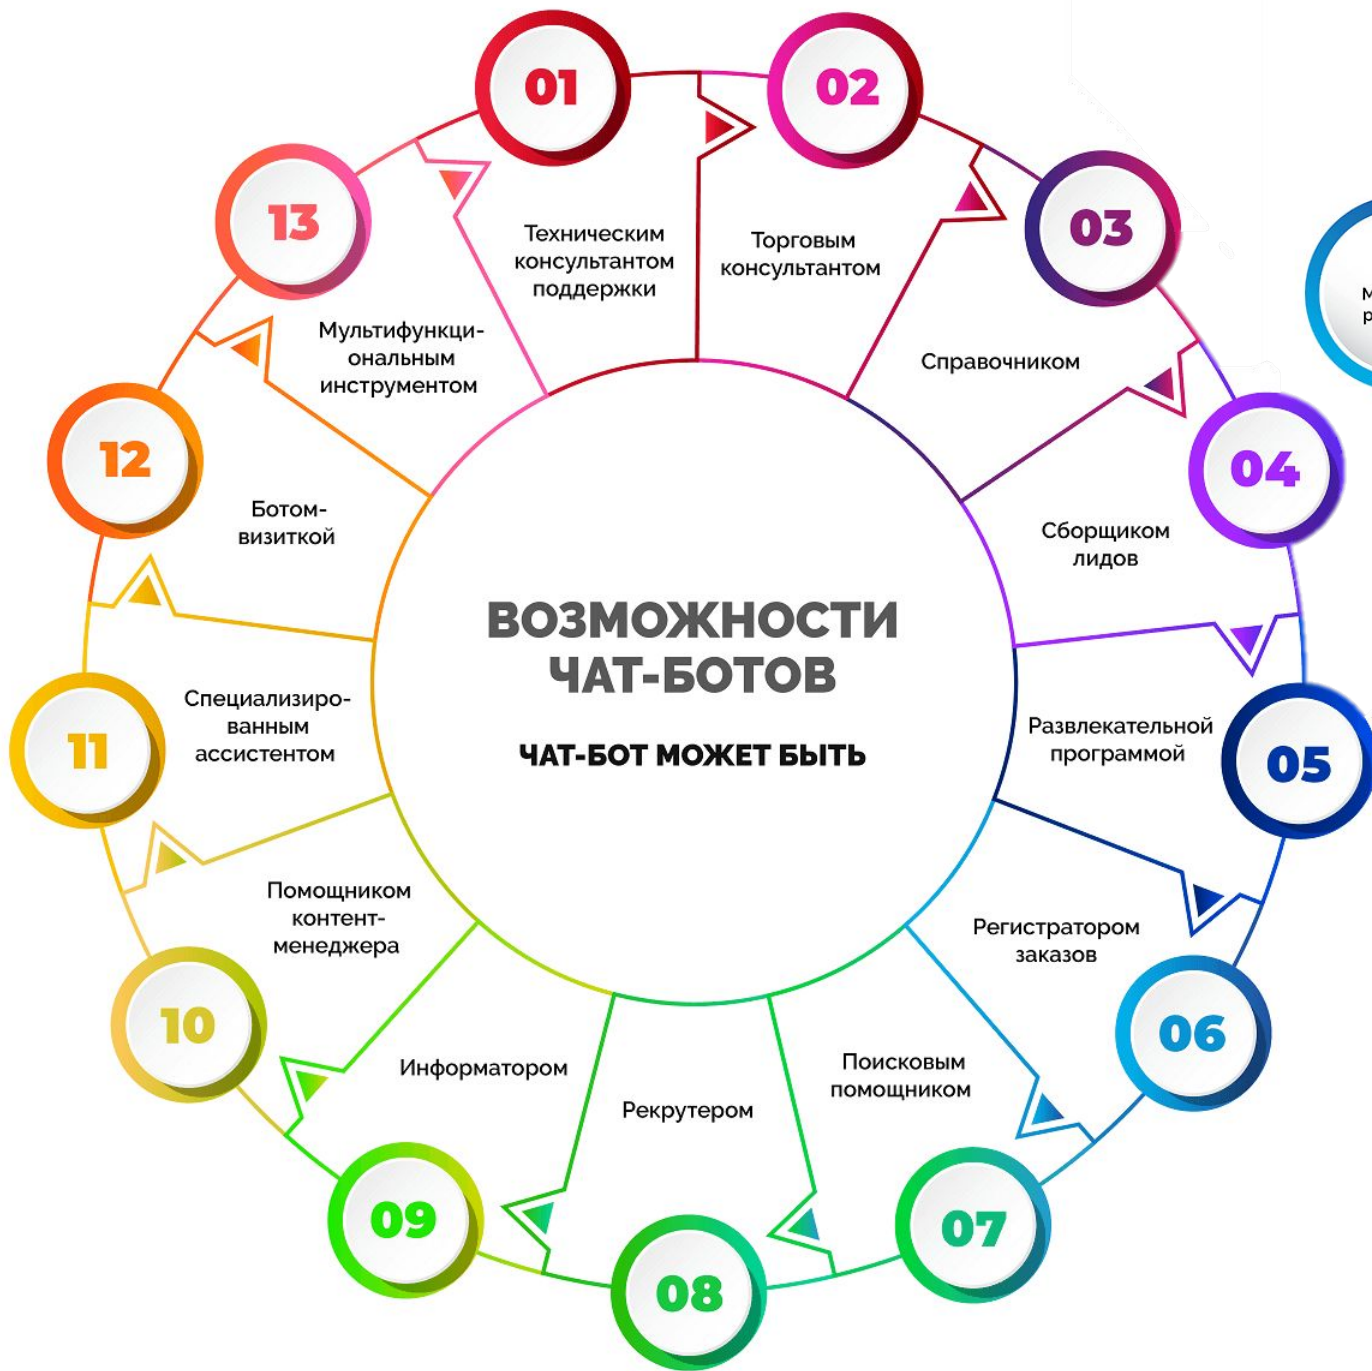 01
Техническим
консультантом
поддержки
02
Торговым
консультантом
03
Справочником
04
Сборщиком
лидов
05
Развлекательной
программой
06
Регистратором
заказов
07
Поисковым
помощником
08
Рекрутером
09
Информатором
10
Помощником
контент-
менеджера
11
Специализиро-
ванным
ассистентом
12
Ботом-
визиткой
13
Мультифункци-
ональным
инструментом
ВОЗМОЖНОСТИ
ЧАТ-БОТОВ
ЧАТ-БОТ МОЖЕТ БЫТЬ